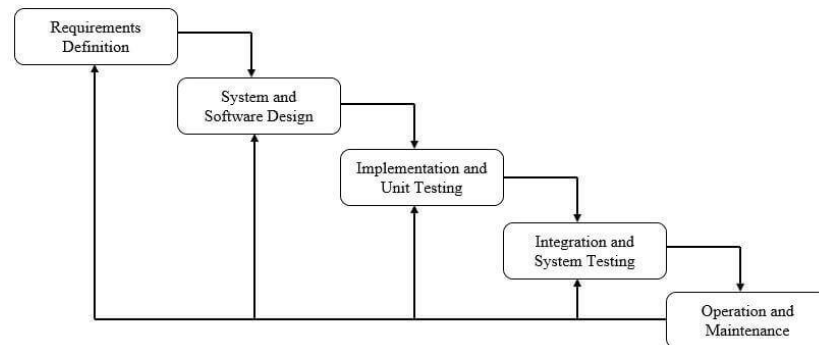 Requirements
Definition
System and
Software Design
Implementation and
Unit Testing
Integration and
System Testing
Operation and
Maintenance